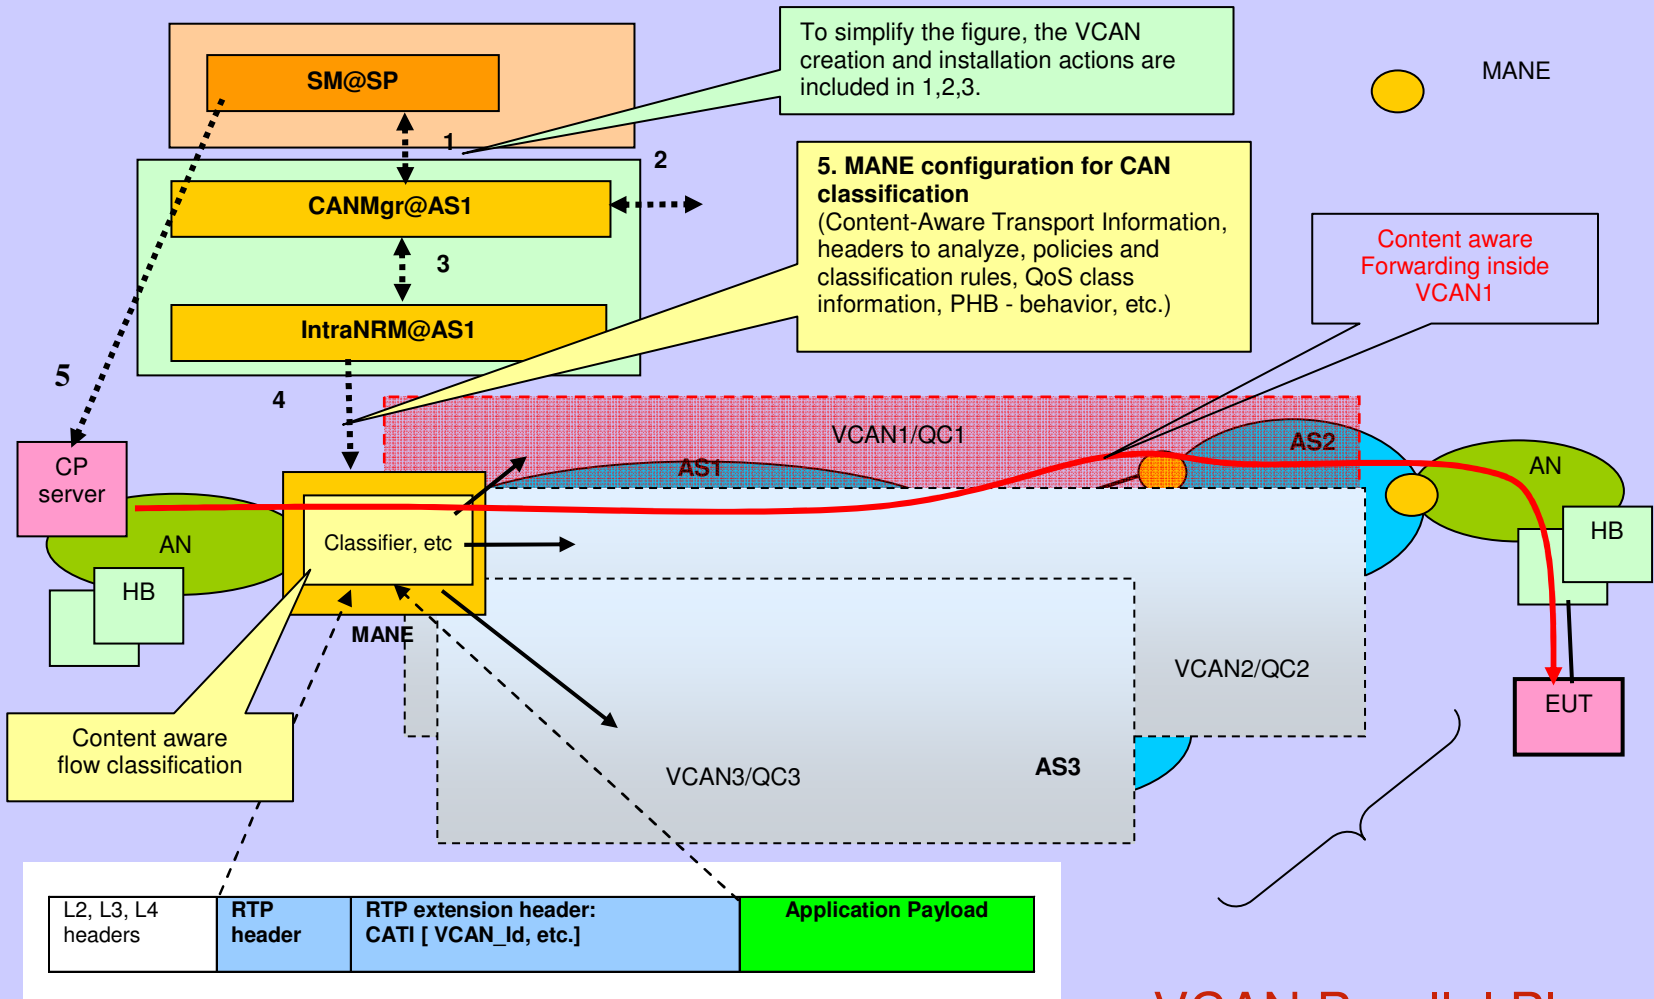 To simplify the figure, the VCAN
creation and installation actions are
included in 1,2,3.
MANE
SM@SP
1
2
CANMgr@AS1
3
IntraNRM@AS1
5. MANE configuration for CAN
classification
(Content-Aware Transport Information,
headers to analyze, policies and
classification rules, QoS class
information, PHB - behavior, etc.)
Content aware
Forwarding inside
VCAN1
5
4
VCAN1/QC1
AS2
AS1
CP
server
AN
AN
HB
Classifier, etc
AN
HB
HB
MANE
VCAN2/QC2
EUT
Content aware
flow classification
VCAN3/QC3
AS3
L2, L3, L4
headers
RTP
header
RTP extension header:
CATI [ VCAN_Id, etc.]
Application Payload